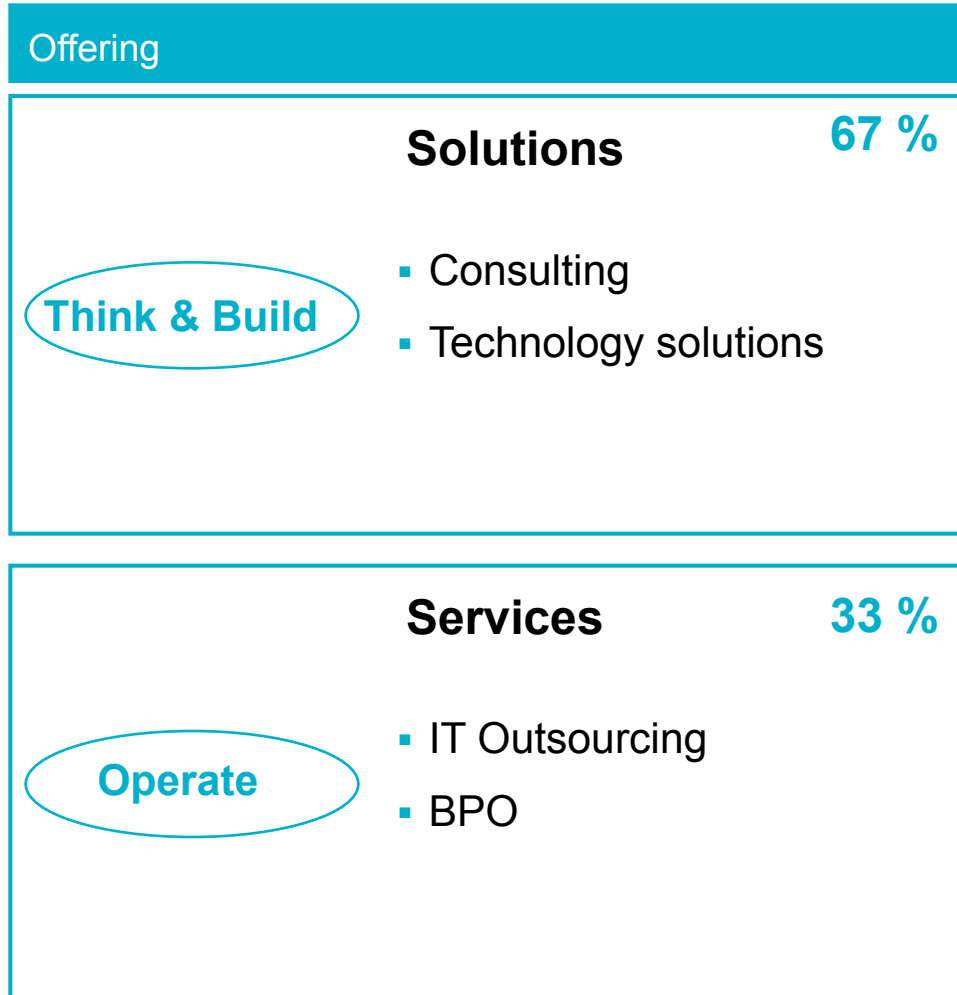 Offering
Solutions
67 %
Think & Build
▪ Consulting
▪ Technology solutions
Services
33 %
Operate
▪ IT Outsourcing
▪ BPO